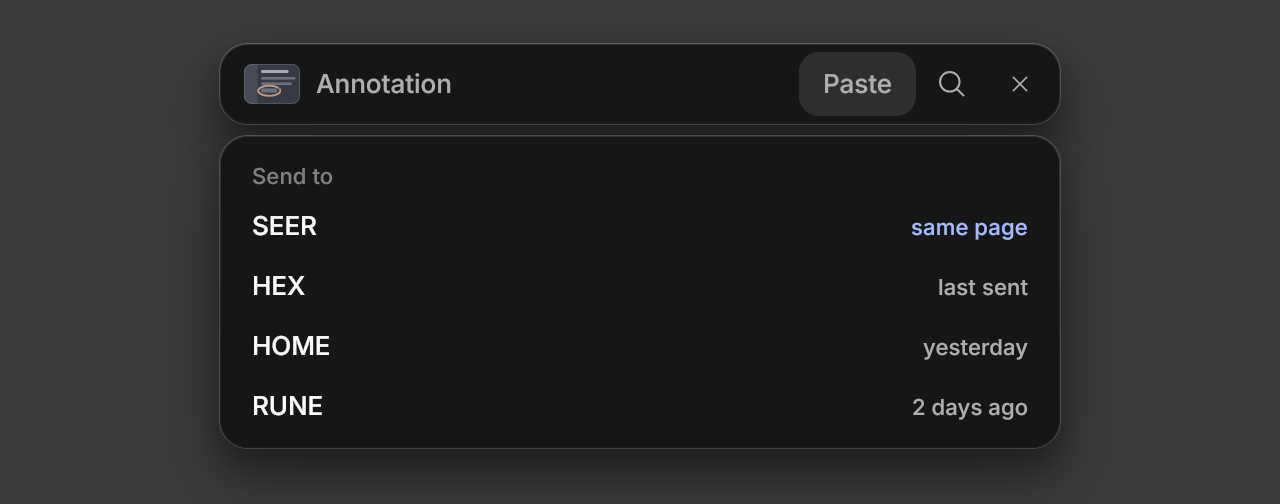 Annotation Paste
Send to
SEER same page
HEX last sent
HOME yesterday
RUNE 2 days ago